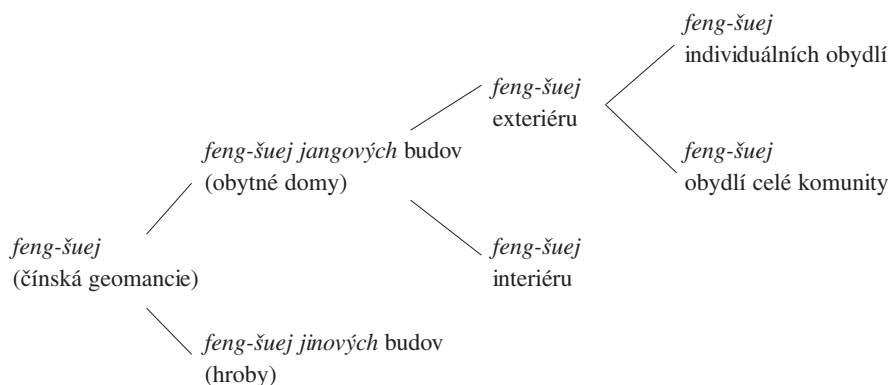 feng-šuej
individuálních obydlí
feng-šuej
exteriéru
feng-šuej jangových budov
(obytné domy)
feng-šuej
obydlí celé komunity
feng-šuej
(čínská geomancie)
feng-šuej
interiéru
feng-šuej jinových budov
(hroby)